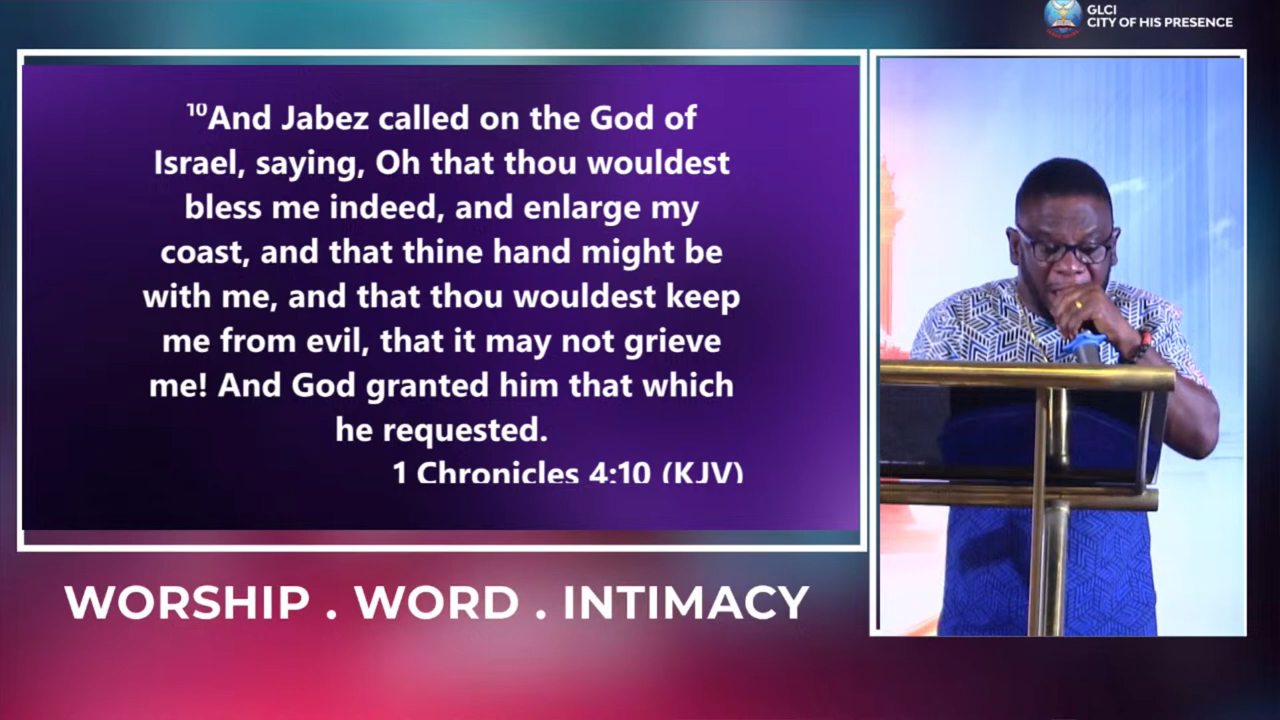 GLCI
CITY OF HIS PRESENCE
¹⁰And Jabez called on the God of
Israel, saying, Oh that thou wouldest
bless me indeed, and enlarge my
coast, and that thine hand might be
with me, and that thou wouldest keep
me from evil, that it may not grieve
me! And God granted him that which
he requested.
1 Chronicles 4:10 (KJV)
WORSHIP . WORD . INTIMACY